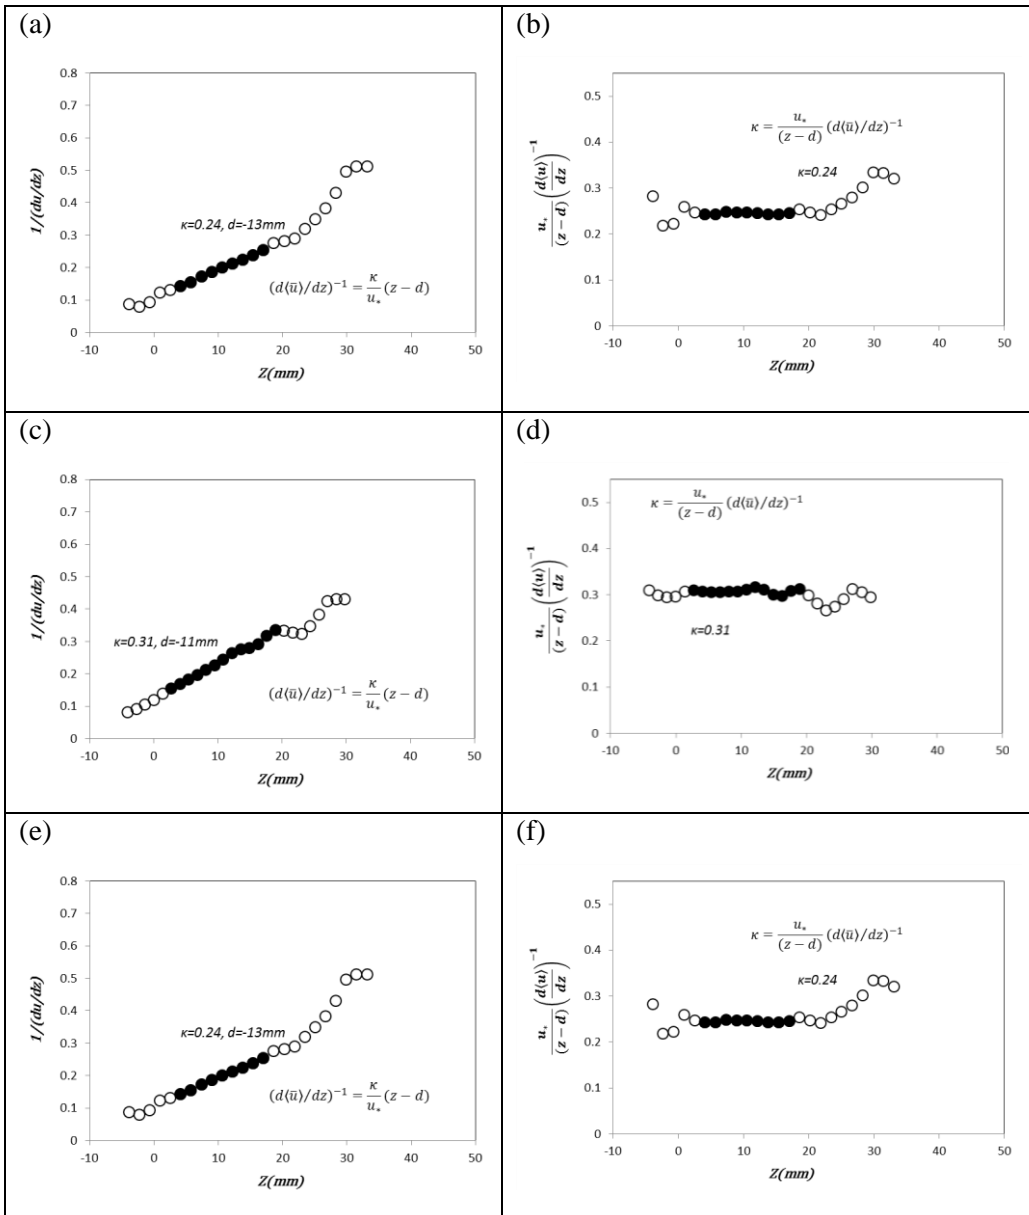 (a)
0.8
0.7
0.6
0.5
0.4
0.3
0.2
0.1
0
1/(du/dz)
κ=0.24, d=-13mm
(d⟨ū⟩/dz)⁻¹ = κ/u* (z − d)
-10 0 10 20 30 40 50
Z(mm)
(b)
0.5
0.4
0.3
0.2
0.1
0
u*/(z − d) (d⟨u⟩/dz)⁻¹
κ = u*/(z − d) (d⟨ū⟩/dz)⁻¹
κ=0.24
-10 0 10 20 30 40 50
Z(mm)
(c)
0.8
0.7
0.6
0.5
0.4
0.3
0.2
0.1
0
1/(du/dz)
κ=0.31, d=-11mm
(d⟨ū⟩/dz)⁻¹ = κ/u* (z − d)
-10 0 10 20 30 40 50
Z(mm)
(d)
0.5
0.4
0.3
0.2
0.1
0
u*/(z − d) (d⟨u⟩/dz)⁻¹
κ = u*/(z − d) (d⟨ū⟩/dz)⁻¹
κ=0.31
-10 0 10 20 30 40 50
Z(mm)
(e)
0.8
0.7
0.6
0.5
0.4
0.3
0.2
0.1
0
1/(du/dz)
κ=0.24, d=-13mm
(d⟨ū⟩/dz)⁻¹ = κ/u* (z − d)
-10 0 10 20 30 40 50
Z(mm)
(f)
0.5
0.4
0.3
0.2
0.1
0
u*/(z − d) (d⟨u⟩/dz)⁻¹
κ = u*/(z − d) (d⟨ū⟩/dz)⁻¹
κ=0.24
-10 0 10 20 30 40 50
Z(mm)